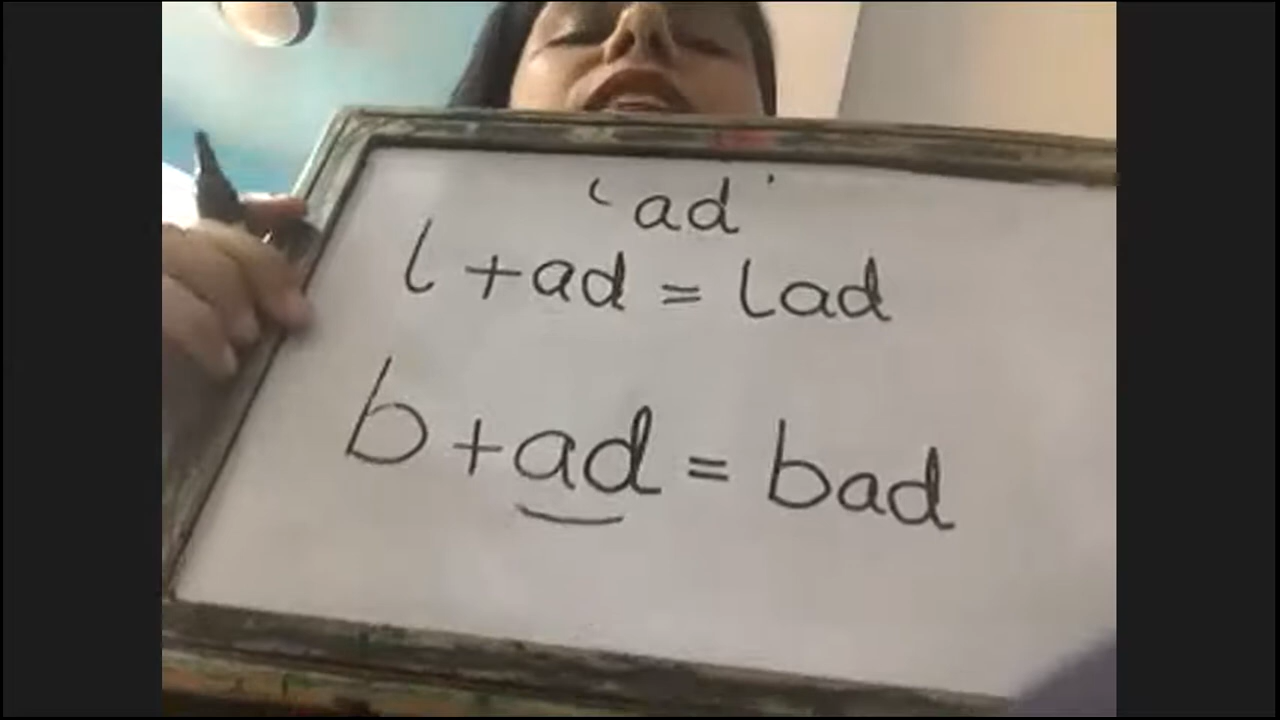 'ad'
l + ad = lad
b + ad = bad